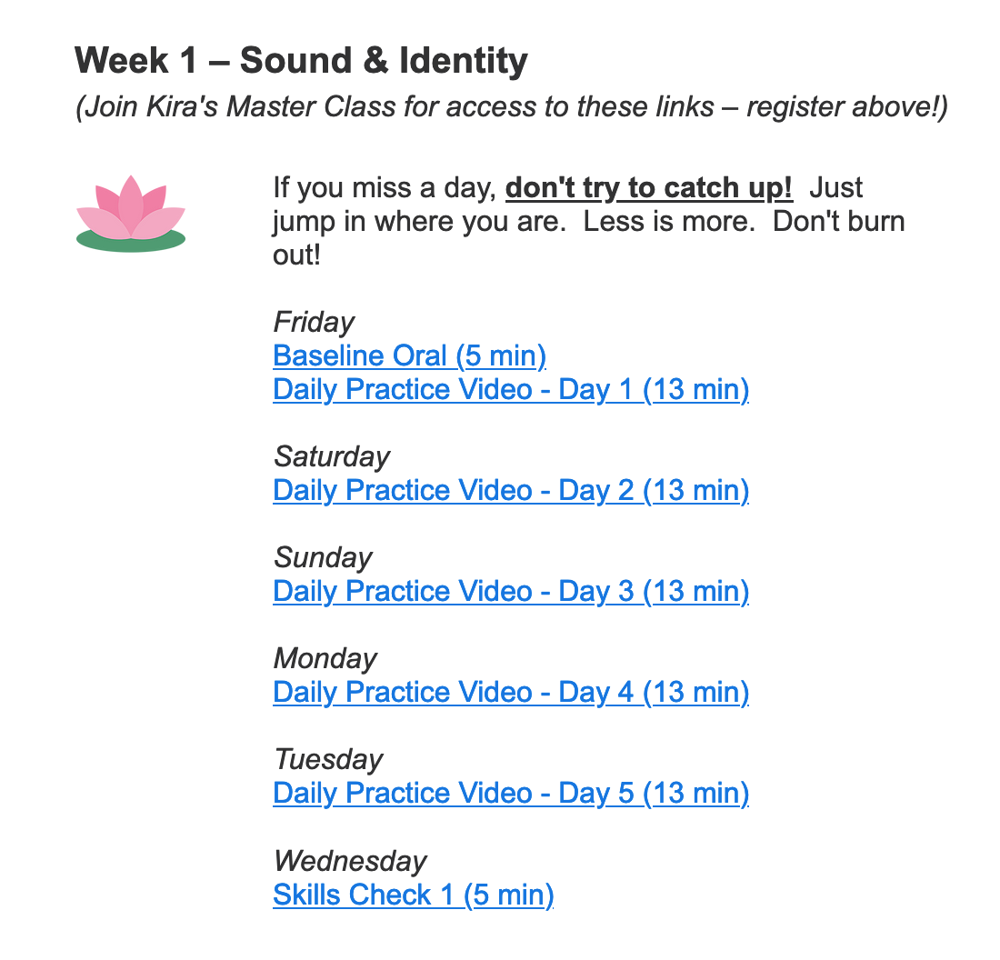 Week 1 – Sound & Identity
(Join Kira's Master Class for access to these links – register above!)
If you miss a day, don't try to catch up!  Just
jump in where you are.  Less is more.  Don't burn
out!
Friday
Baseline Oral (5 min)
Daily Practice Video - Day 1 (13 min)
Saturday
Daily Practice Video - Day 2 (13 min)
Sunday
Daily Practice Video - Day 3 (13 min)
Monday
Daily Practice Video - Day 4 (13 min)
Tuesday
Daily Practice Video - Day 5 (13 min)
Wednesday
Skills Check 1 (5 min)